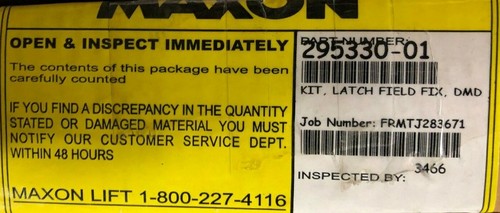 MAXON
OPEN & INSPECT IMMEDIATELY
The contents of this package have been
carefully counted
IF YOU FIND A DISCREPANCY IN THE QUANTITY
STATED OR DAMAGED MATERIAL YOU MUST
NOTIFY OUR CUSTOMER SERVICE DEPT.
WITHIN 48 HOURS
MAXON LIFT 1-800-227-4116
PART NUMBER:
295330-01
KIT, LATCH FIELD FIX, DMD
Job Number: FRMTJ283671
3466
INSPECTED BY: